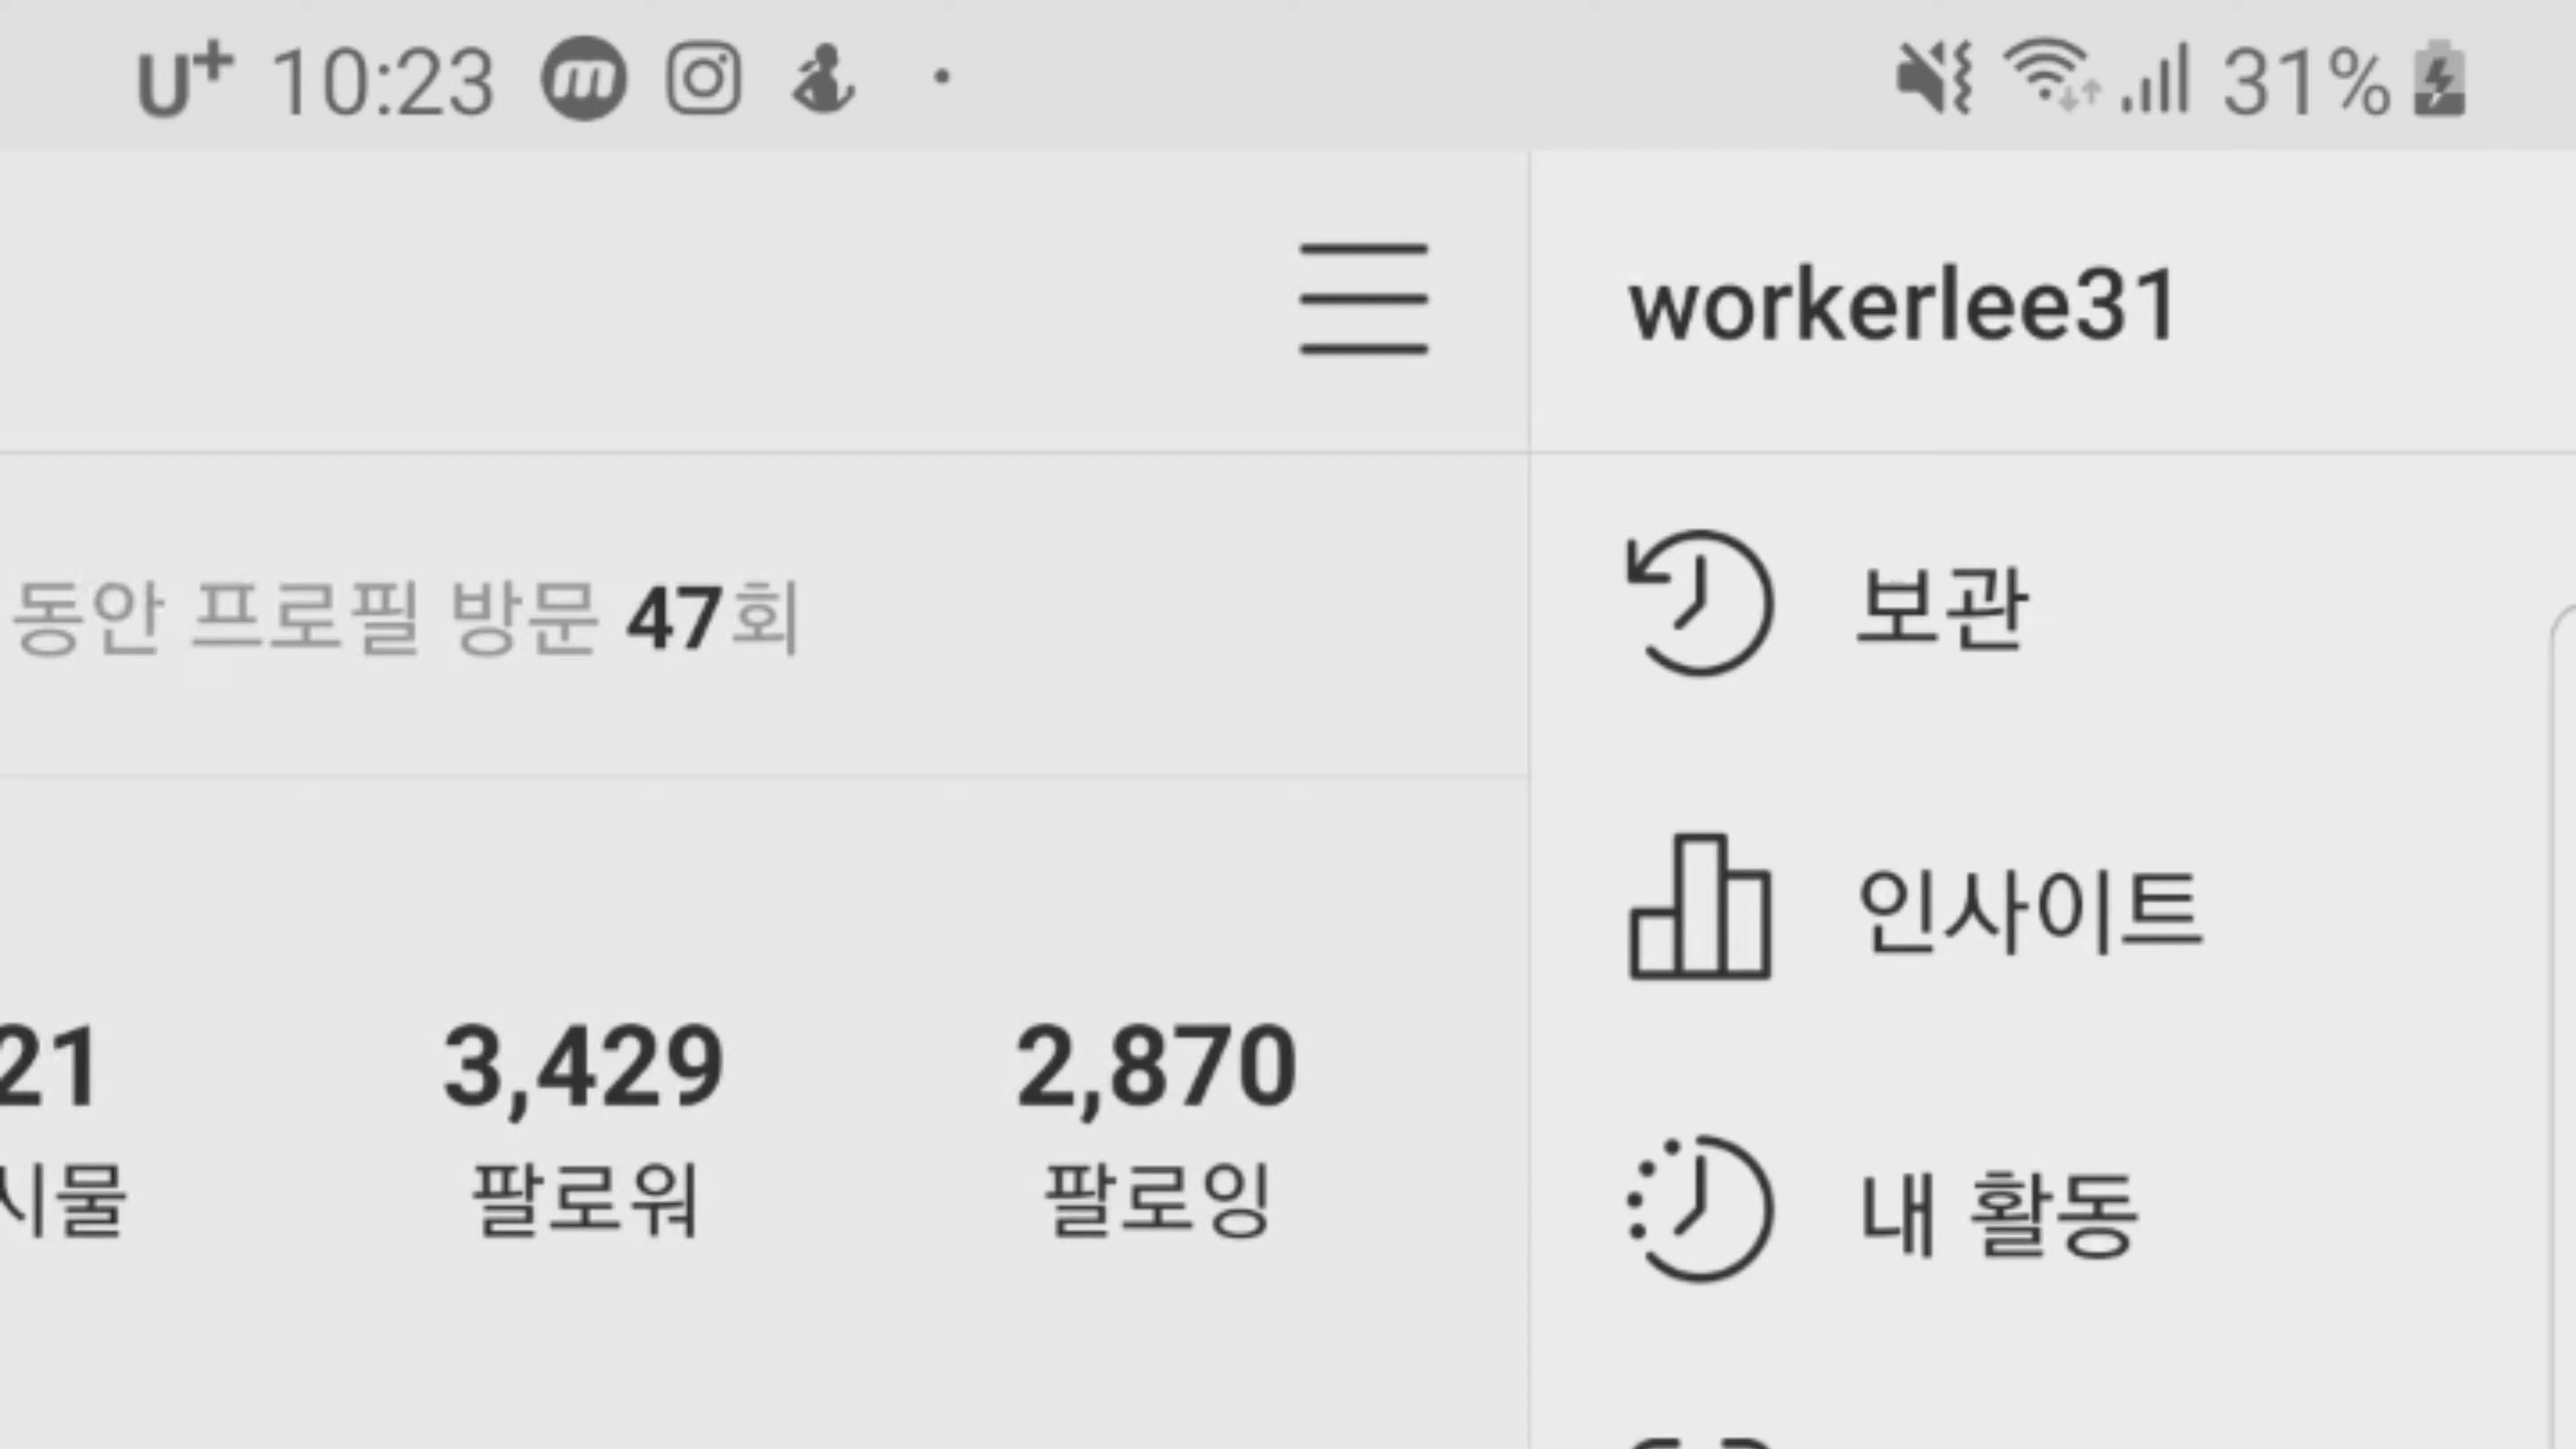 U+ 10:23
31%
workerlee31
동안 프로필 방문 47회
21
시물
3,429
팔로워
2,870
팔로잉
보관
인사이트
내 활동